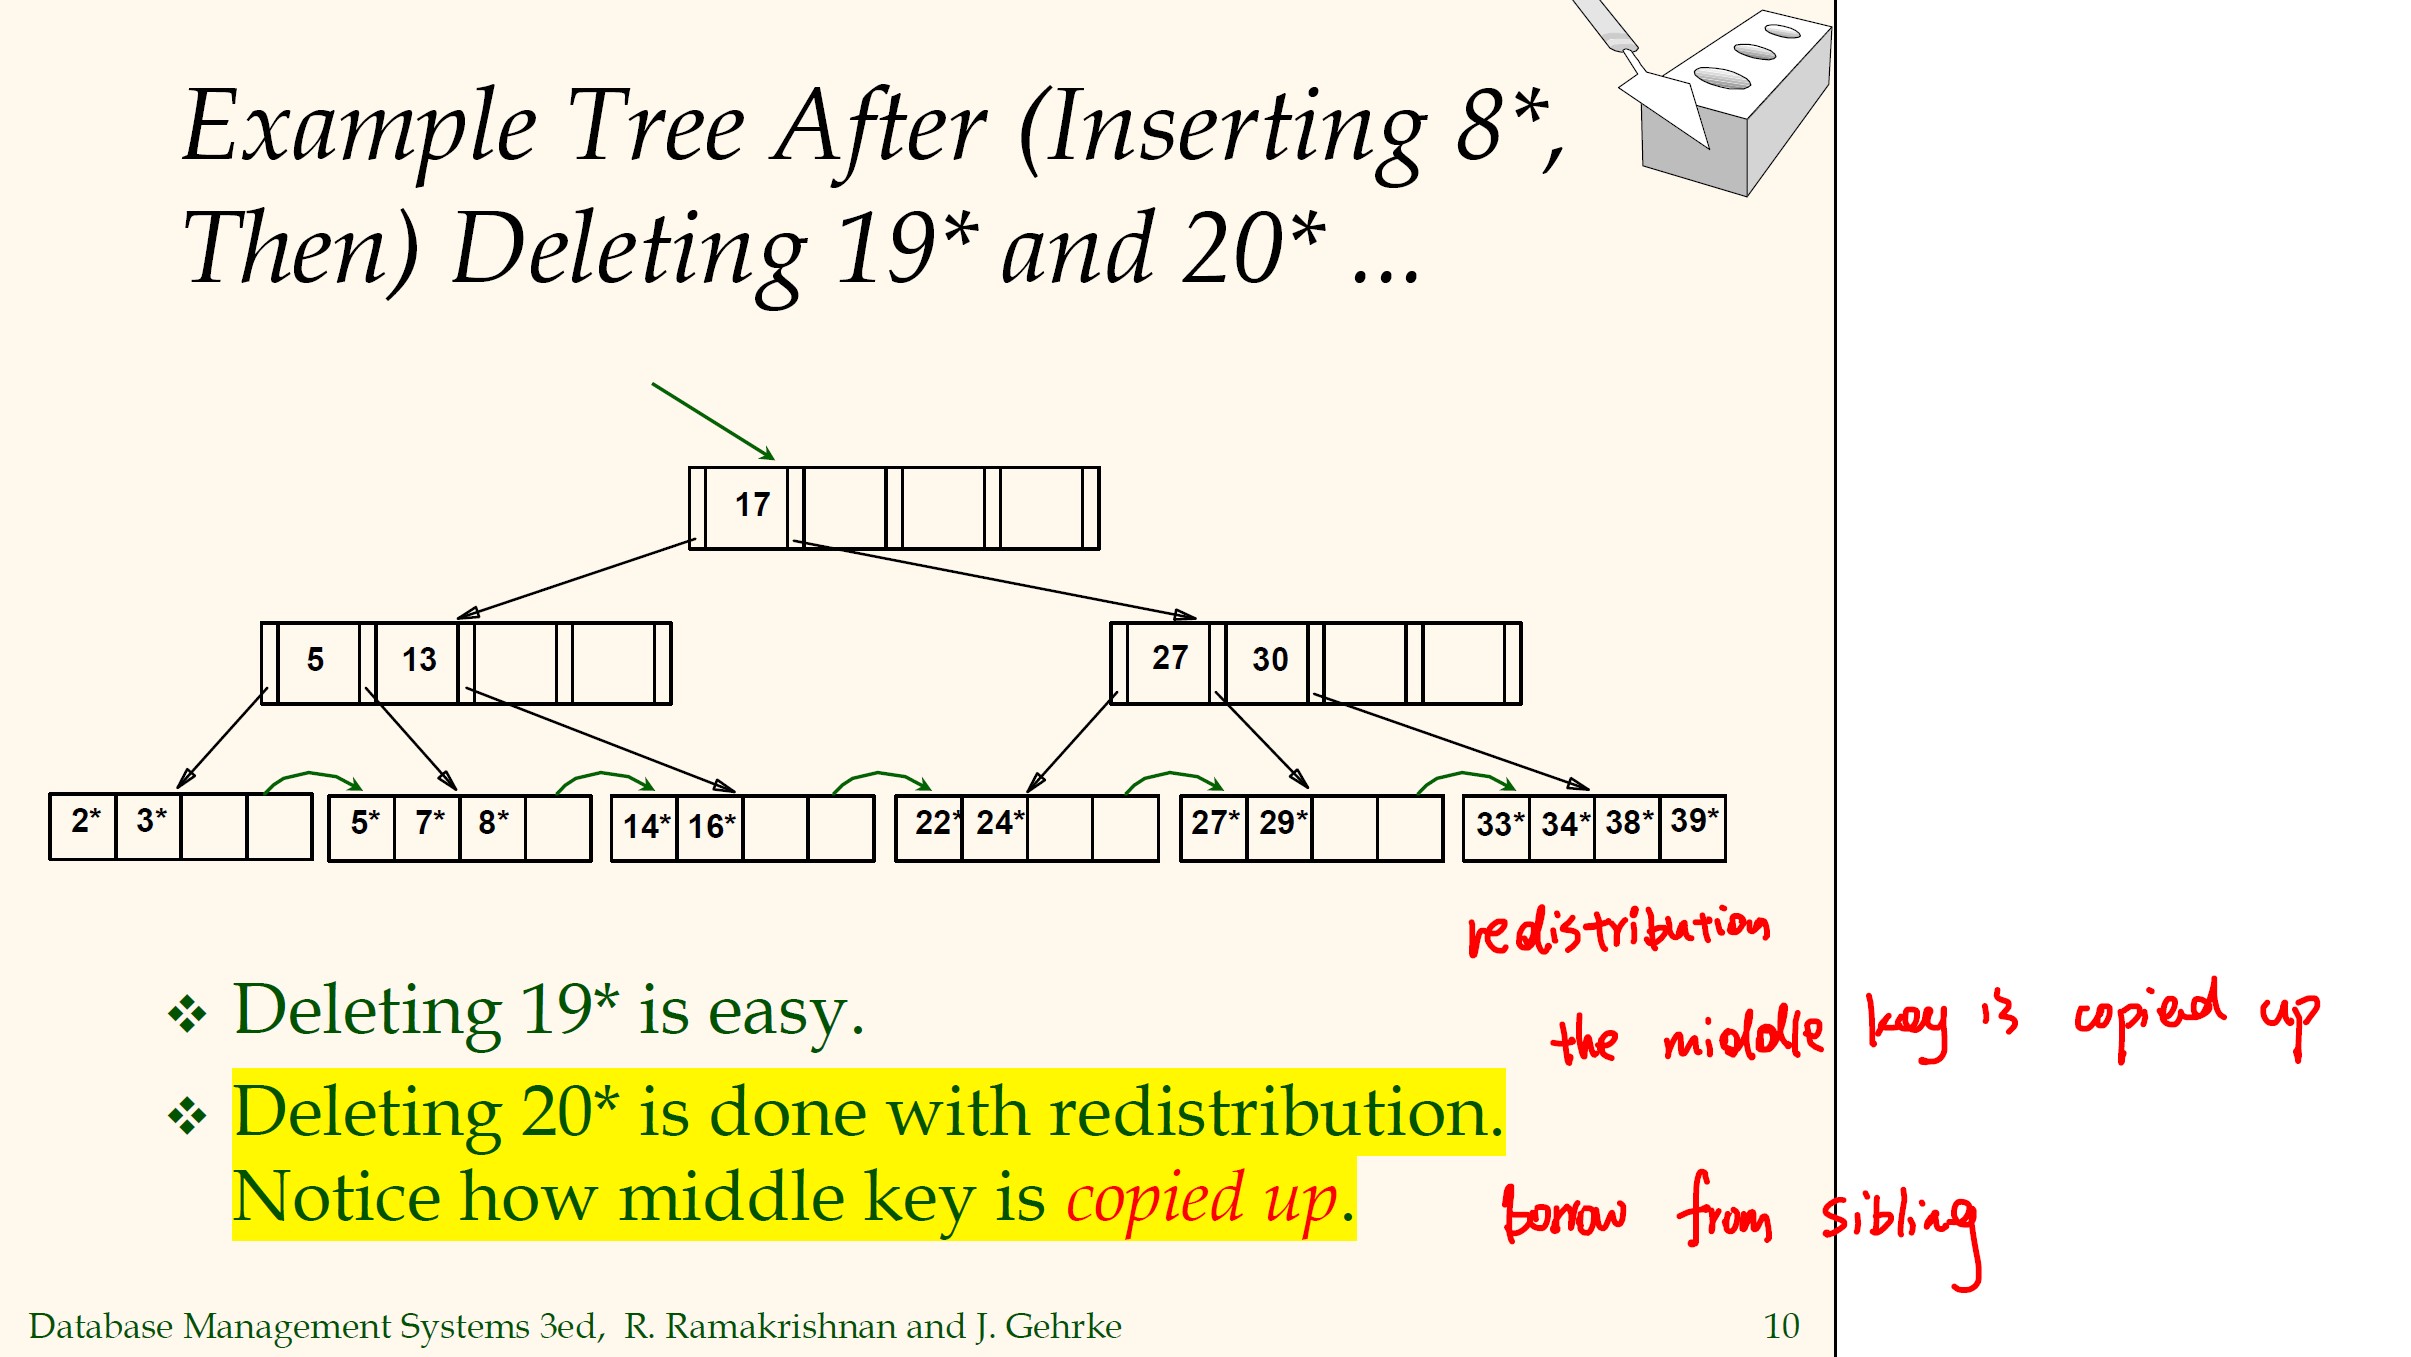 Example Tree After (Inserting 8*,
Then) Deleting 19* and 20* ...
17
5 13
27 30
2* 3*
5* 7* 8*
14* 16*
22* 24*
27* 29*
33* 34* 38* 39*
redistribution
❖ Deleting 19* is easy.
the middle key is copied up
❖ Deleting 20* is done with redistribution.
Notice how middle key is copied up.
borrow from sibling
Database Management Systems 3ed, R. Ramakrishnan and J. Gehrke
10